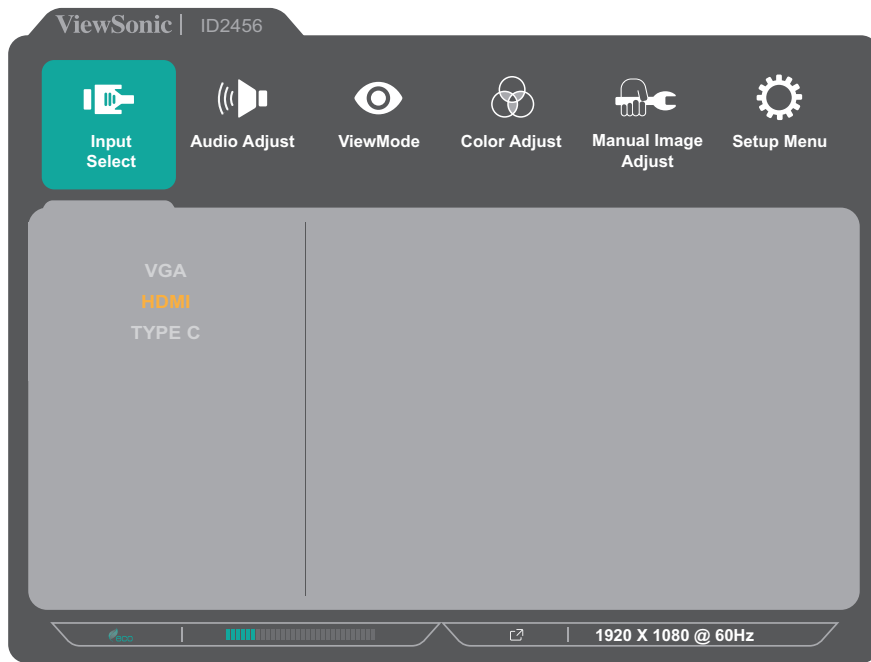 ViewSonic | ID2456
Input
Select
Audio Adjust
ViewMode
Color Adjust
Manual Image
Adjust
Setup Menu
VGA
HDMI
TYPE C
eco
1920 X 1080 @ 60Hz